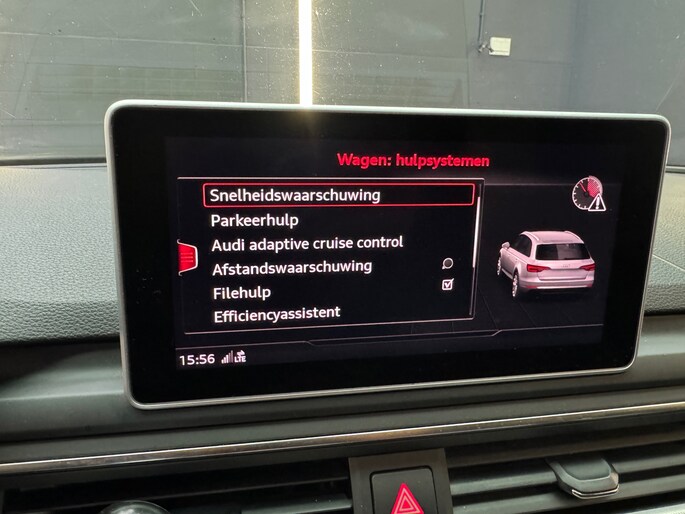 Wagen: hulpsystemen
Snelheidswaarschuwing
Parkeerhulp
Audi adaptive cruise control
Afstandswaarschuwing
Filehulp
Efficiencyassistent
15:56 LTE